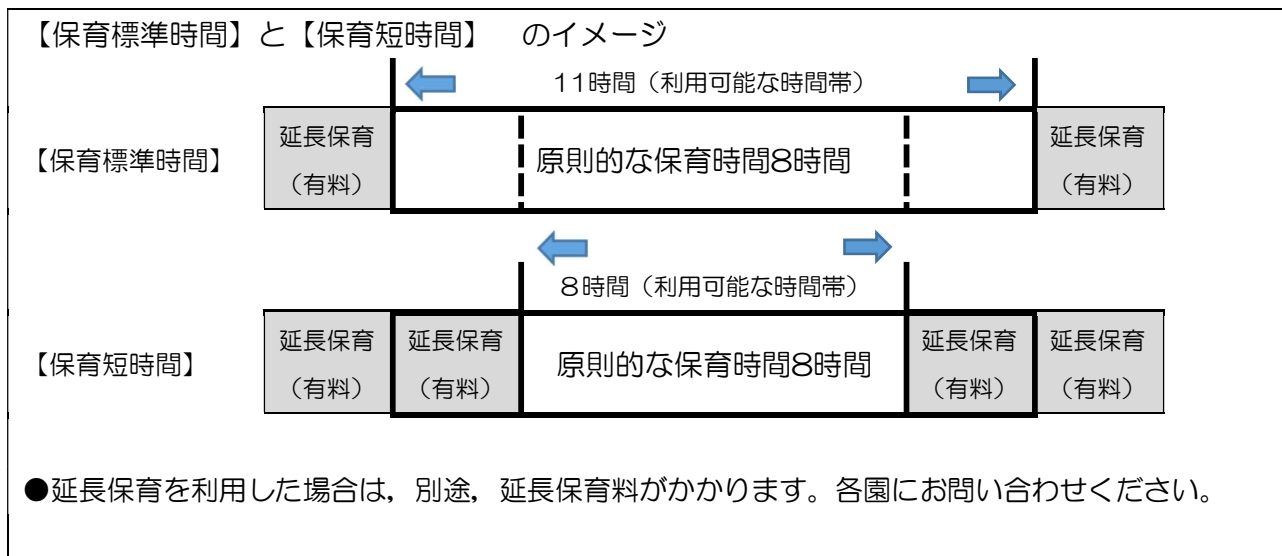 【保育標準時間】と【保育短時間】　のイメージ
11時間（利用可能な時間帯）
【保育標準時間】
延長保育
（有料）
原則的な保育時間8時間
延長保育
（有料）
８時間（利用可能な時間帯）
【保育短時間】
延長保育
（有料）
延長保育
（有料）
原則的な保育時間8時間
延長保育
（有料）
延長保育
（有料）
●延長保育を利用した場合は，別途，延長保育料がかかります。各園にお問い合わせください。